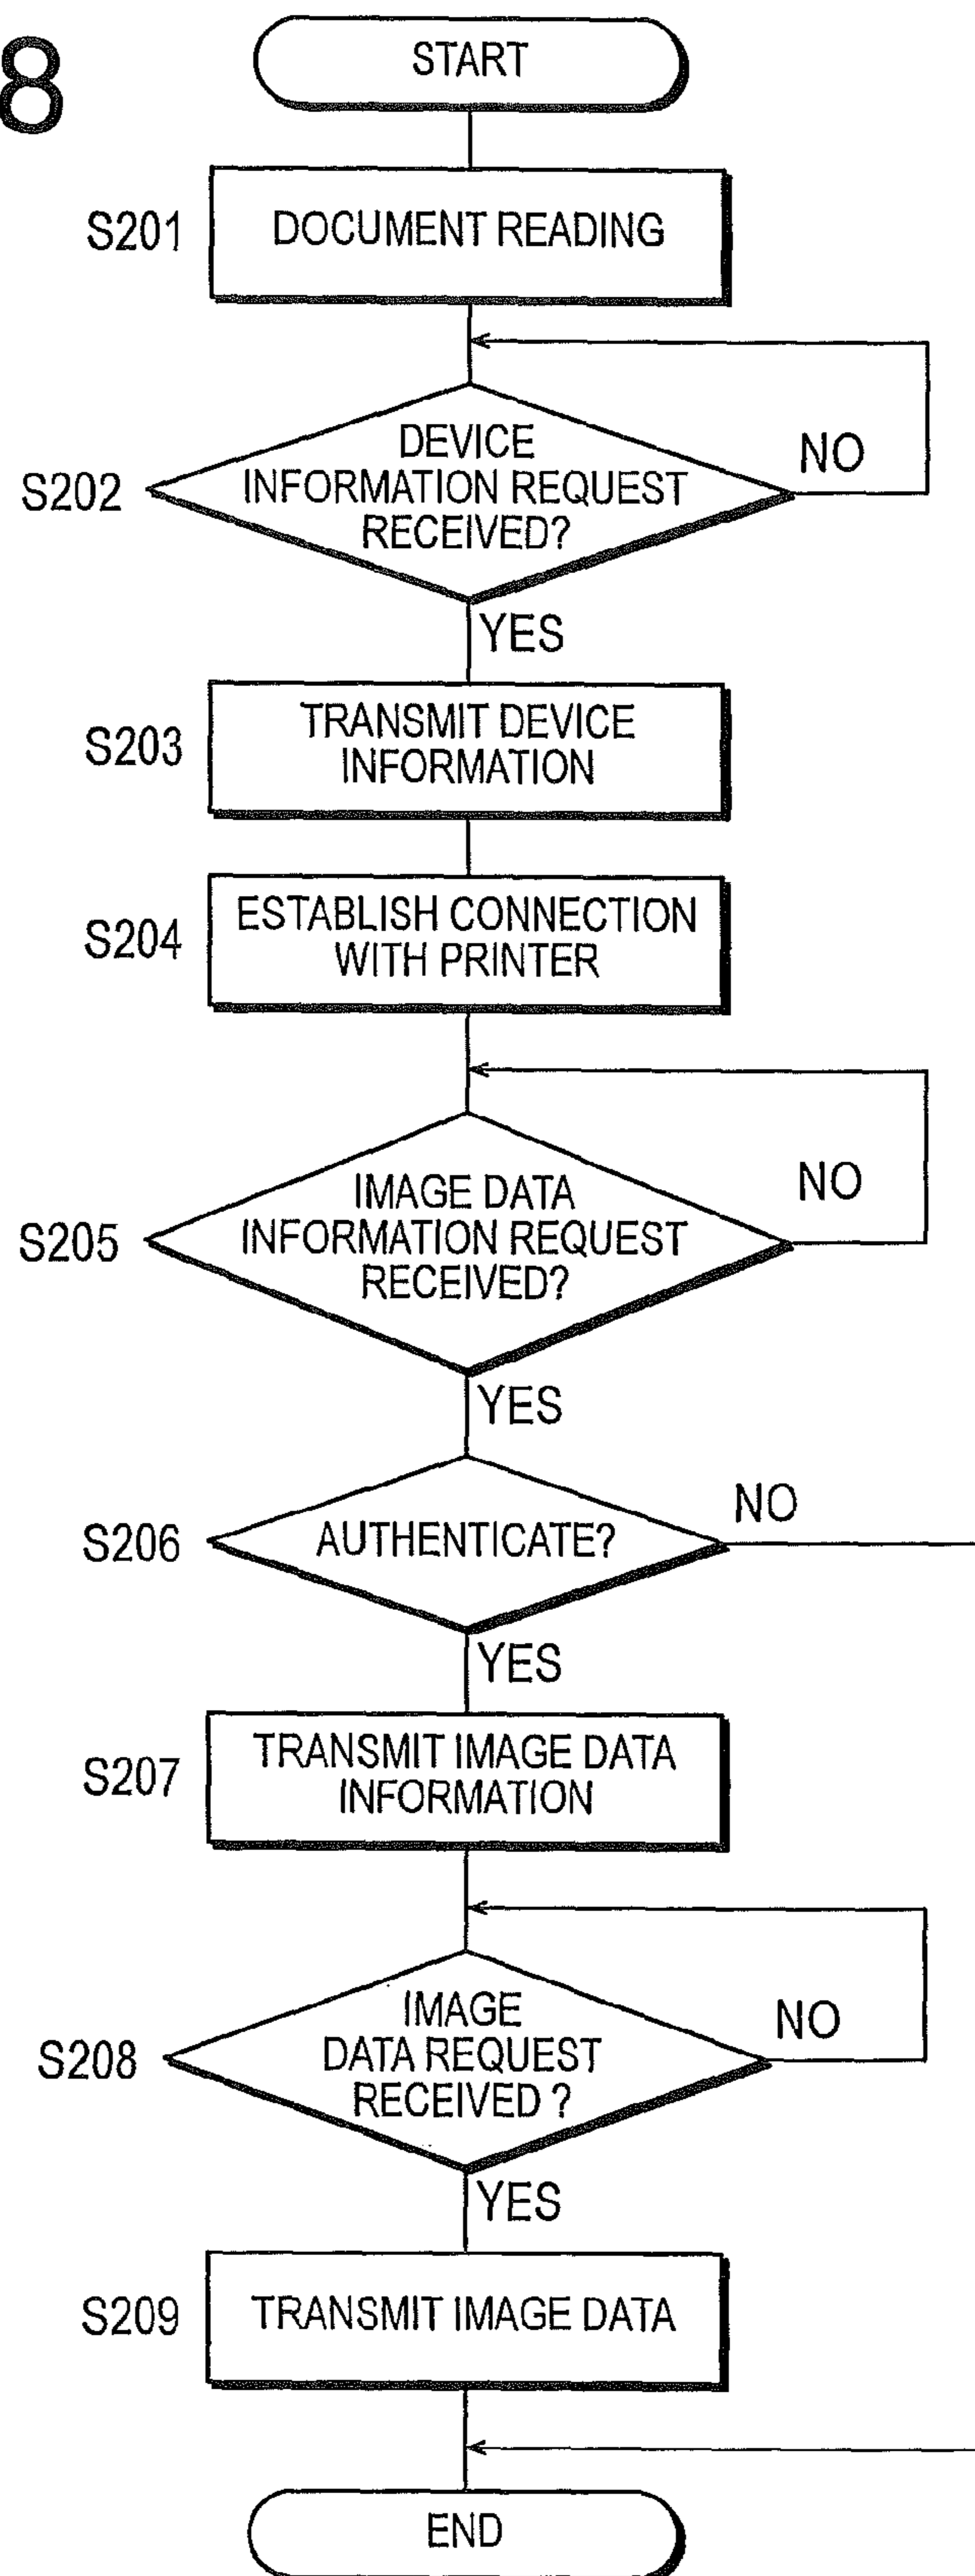 8
START
S201
DOCUMENT READING
S202
DEVICE
INFORMATION REQUEST
RECEIVED?
NO
YES
S203
TRANSMIT DEVICE
INFORMATION
S204
ESTABLISH CONNECTION
WITH PRINTER
S205
IMAGE DATA
INFORMATION REQUEST
RECEIVED?
NO
YES
S206
AUTHENTICATE?
NO
YES
S207
TRANSMIT IMAGE DATA
INFORMATION
S208
IMAGE
DATA REQUEST
RECEIVED ?
NO
YES
S209
TRANSMIT IMAGE DATA
END